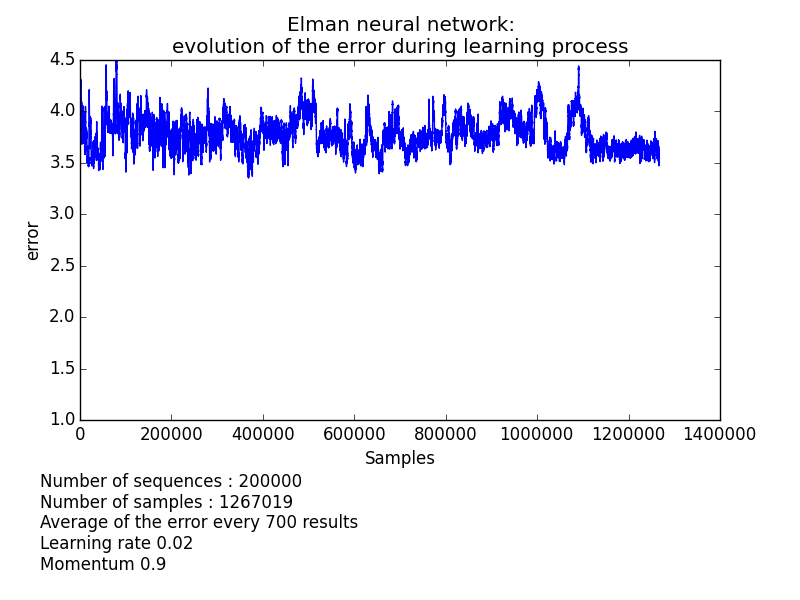 Elman neural network:
evolution of the error during learning process
4.5
4.0
3.5
3.0
2.5
2.0
1.5
1.0
error
0 200000 400000 600000 800000 1000000 1200000 1400000
Samples
Number of sequences : 200000
Number of samples : 1267019
Average of the error every 700 results
Learning rate 0.02
Momentum 0.9